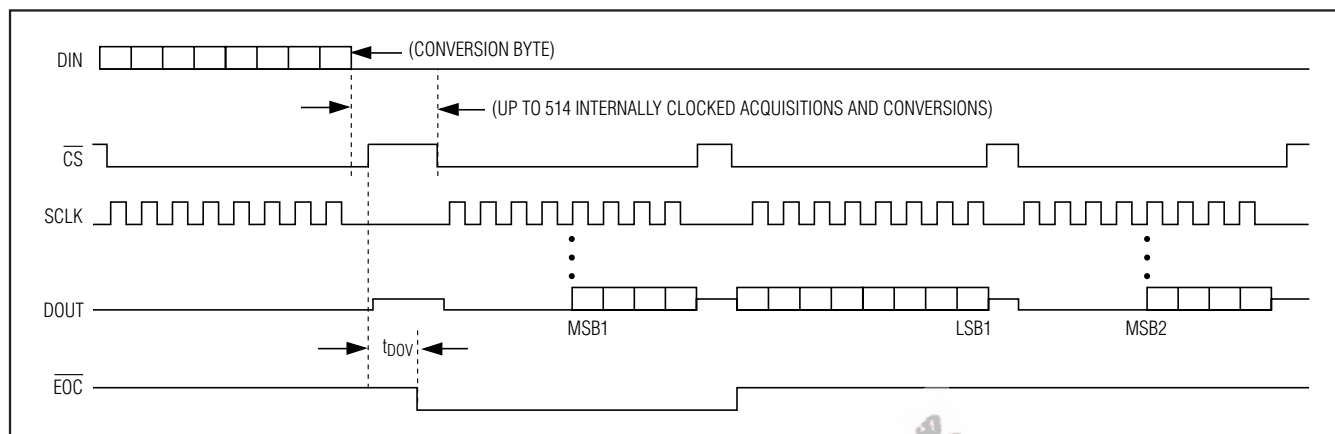 DIN
(CONVERSION BYTE)
(UP TO 514 INTERNALLY CLOCKED ACQUISITIONS AND CONVERSIONS)
CS
SCLK
DOUT
MSB1
LSB1
MSB2
tDOV
EOC